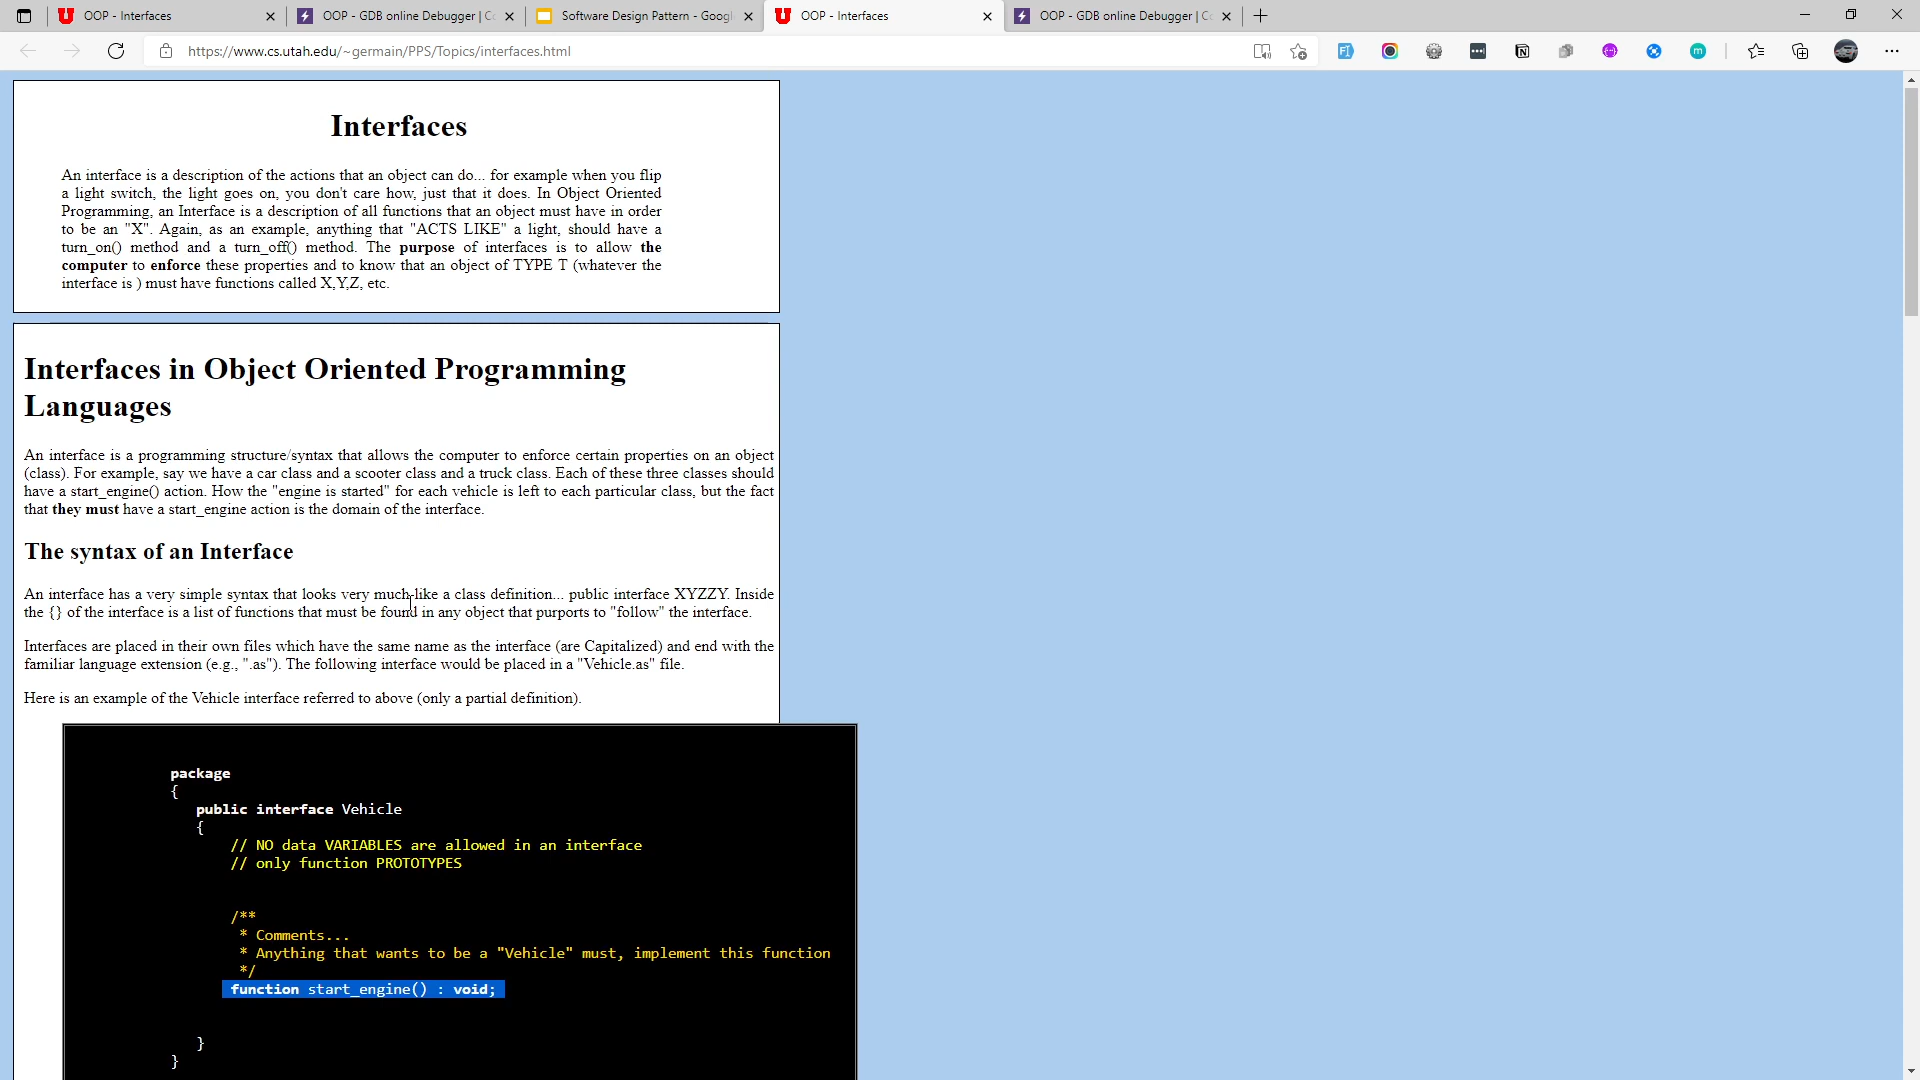 OOP - Interfaces
OOP - GDB online Debugger | Co
Software Design Pattern - Googl
OOP - Interfaces
OOP - GDB online Debugger | Co
https://www.cs.utah.edu/~germain/PPS/Topics/interfaces.html
Interfaces
An interface is a description of the actions that an object can do... for example when you flip
a light switch, the light goes on, you don't care how, just that it does. In Object Oriented
Programming, an Interface is a description of all functions that an object must have in order
to be an "X". Again, as an example, anything that "ACTS LIKE" a light, should have a
turn_on() method and a turn_off() method. The purpose of interfaces is to allow the
computer to enforce these properties and to know that an object of TYPE T (whatever the
interface is ) must have functions called X,Y,Z, etc.
Interfaces in Object Oriented Programming
Languages
An interface is a programming structure/syntax that allows the computer to enforce certain properties on an object
(class). For example, say we have a car class and a scooter class and a truck class. Each of these three classes should
have a start_engine() action. How the "engine is started" for each vehicle is left to each particular class, but the fact
that they must have a start_engine action is the domain of the interface.
The syntax of an Interface
An interface has a very simple syntax that looks very much like a class definition... public interface XYZZY. Inside
the {} of the interface is a list of functions that must be found in any object that purports to "follow" the interface.
Interfaces are placed in their own files which have the same name as the interface (are Capitalized) and end with the
familiar language extension (e.g., ".as"). The following interface would be placed in a "Vehicle.as" file.
Here is an example of the Vehicle interface referred to above (only a partial definition).
package
{
public interface Vehicle
{
// NO data VARIABLES are allowed in an interface
// only function PROTOTYPES
/**
* Comments...
* Anything that wants to be a "Vehicle" must, implement this function
*/
function start_engine() : void;
}
}